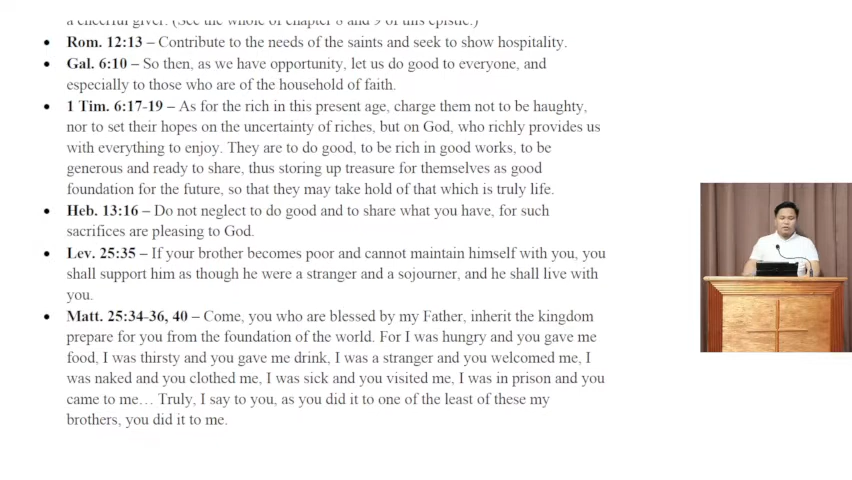 a cheerful giver. (See the whole of chapter 8 and 9 of this epistle.)
• Rom. 12:13 – Contribute to the needs of the saints and seek to show hospitality.
• Gal. 6:10 – So then, as we have opportunity, let us do good to everyone, and
especially to those who are of the household of faith.
• 1 Tim. 6:17-19 – As for the rich in this present age, charge them not to be haughty,
nor to set their hopes on the uncertainty of riches, but on God, who richly provides us
with everything to enjoy. They are to do good, to be rich in good works, to be
generous and ready to share, thus storing up treasure for themselves as good
foundation for the future, so that they may take hold of that which is truly life.
• Heb. 13:16 – Do not neglect to do good and to share what you have, for such
sacrifices are pleasing to God.
• Lev. 25:35 – If your brother becomes poor and cannot maintain himself with you, you
shall support him as though he were a stranger and a sojourner, and he shall live with
you.
• Matt. 25:34-36, 40 – Come, you who are blessed by my Father, inherit the kingdom
prepare for you from the foundation of the world. For I was hungry and you gave me
food, I was thirsty and you gave me drink, I was a stranger and you welcomed me, I
was naked and you clothed me, I was sick and you visited me, I was in prison and you
came to me… Truly, I say to you, as you did it to one of the least of these my
brothers, you did it to me.